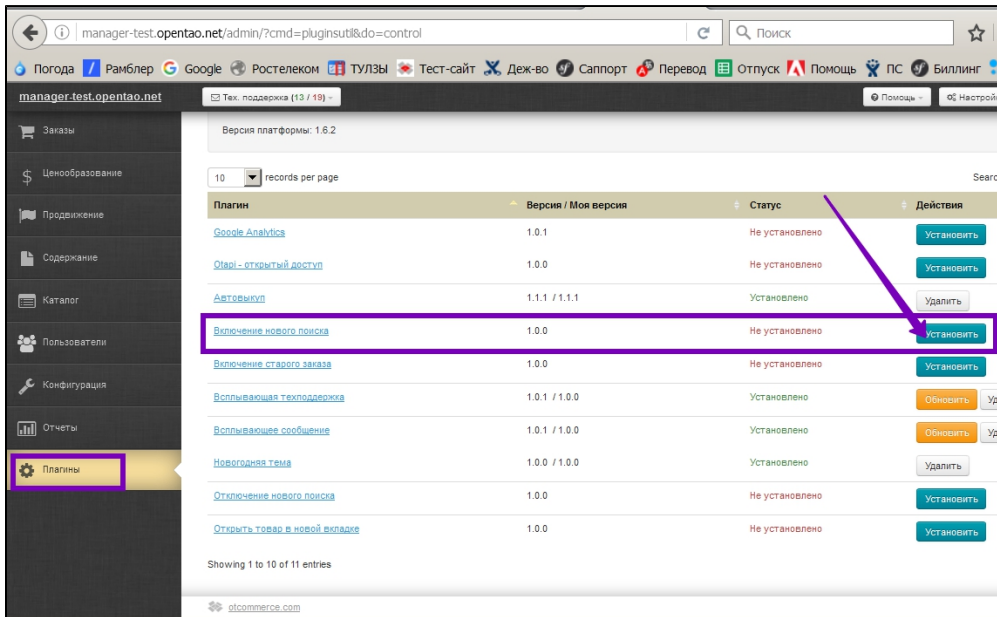 manager-test.opentao.net/admin/?cmd=pluginsutil&do=control Поиск
Погода Рамблер Google Ростелеком ТУЛЗЫ Тест-сайт Деж-во Саппорт Перевод Отпуск Помощь ПС Биллинг
manager-test.opentao.net Тех. поддержка (13 / 19) Помощь Настрой
Заказы
Ценообразование
Продвижение
Содержание
Каталог
Пользователи
Конфигурация
Отчеты
Плагины
Версия платформы: 1.6.2
10 records per page Searc
Плагин Версия / Моя версия Статус Действия
Google Analytics 1.0.1 Не установлено Установить
Otapi - открытый доступ 1.0.0 Не установлено Установить
Автовыкуп 1.1.1 / 1.1.1 Установлено Удалить
Включение нового поиска 1.0.0 Не установлено Установить
Включение старого заказа 1.0.0 Не установлено Установить
Всплывающая техподдержка 1.0.1 / 1.0.0 Установлено Обновить Уд
Всплывающее сообщение 1.0.1 / 1.0.0 Установлено Обновить Уд
Новогодняя тема 1.0.0 / 1.0.0 Установлено Удалить
Отключение нового поиска 1.0.0 Не установлено Установить
Открыть товар в новой вкладке 1.0.0 Не установлено Установить
Showing 1 to 10 of 11 entries
otcommerce.com